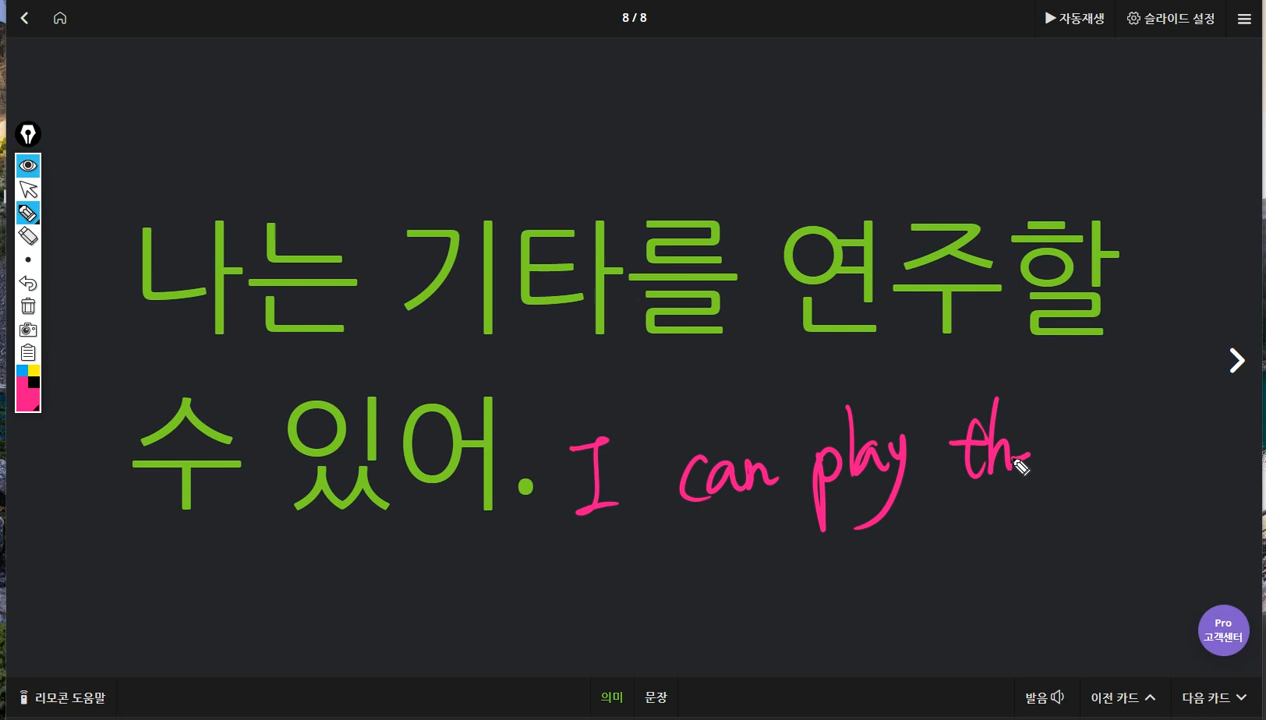 8 / 8
자동재생
슬라이드 설정
나는 기타를 연주할
수 있어. I can play th
Pro
고객센터
리모콘 도움말
의미
문장
발음
이전 카드
다음 카드